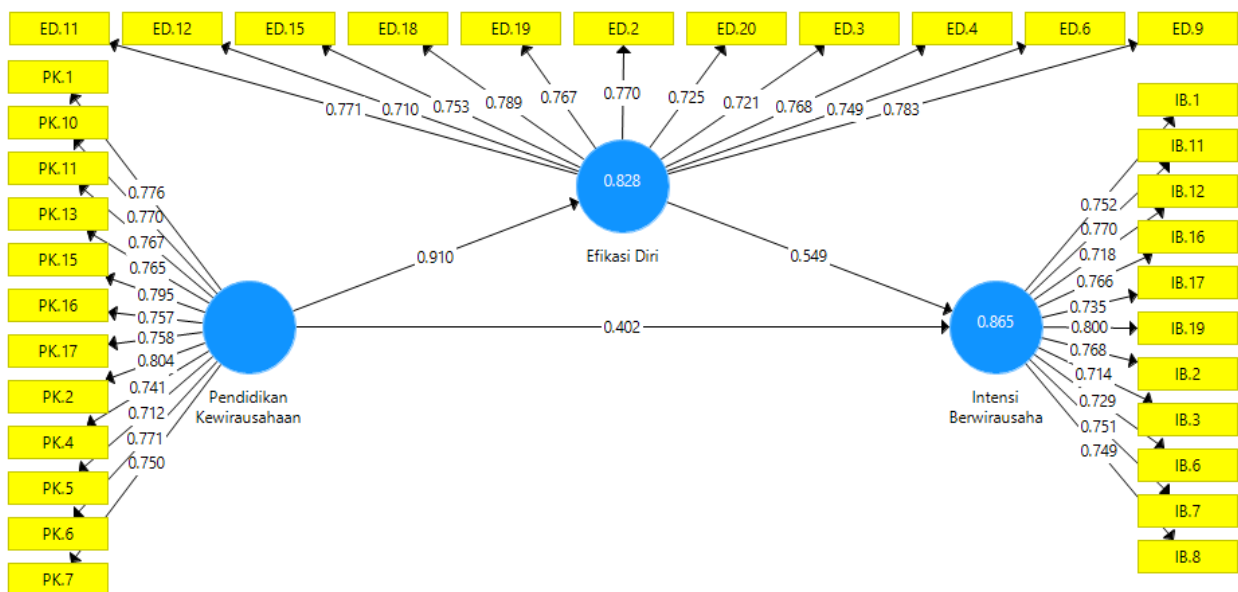 ED.11 ED.12 ED.15 ED.18 ED.19 ED.2 ED.20 ED.3 ED.4 ED.6 ED.9
0.771 0.710 0.753 0.789 0.767 0.770 0.725 0.721 0.768 0.749 0.783
PK.1
PK.10
PK.11
PK.13
PK.15
PK.16
PK.17
PK.2
PK.4
PK.5
PK.6
PK.7
0.776
0.770
0.767
0.765
0.795
0.757
0.758
0.804
0.741
0.712
0.771
0.750
Pendidikan
Kewirausahaan
0.910
0.828
Efikasi Diri
0.549
0.402
0.865
Intensi
Berwirausaha
0.752
0.770
0.718
0.766
0.735
0.800
0.768
0.714
0.729
0.751
0.749
IB.1
IB.11
IB.12
IB.16
IB.17
IB.19
IB.2
IB.3
IB.6
IB.7
IB.8